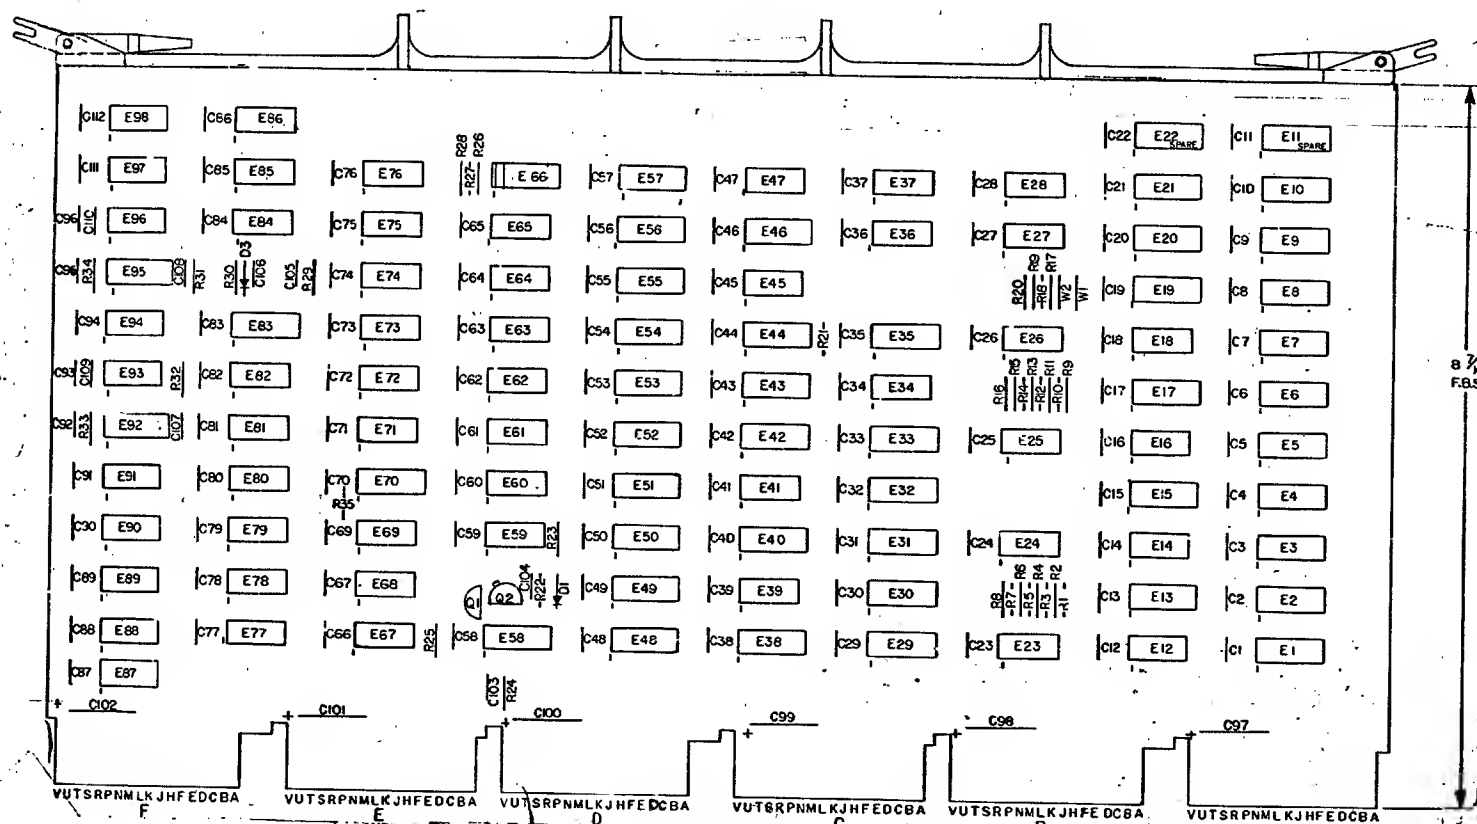 C112 E98 C86 E86 C22 E22 SPARE C11 E11 SPARE
C111 E97 C85 E85 C76 E76 R28 R27 R26 E66 C57 E57 C47 E47 C37 E37 C28 E28 C21 E21 C10 E10
C96 C110 E96 C84 E84 C75 E75 C65 E65 C56 E56 C46 E46 C36 E36 C27 E27 C20 E20 C9 E9
R34 E95 C108 R31 R30 D3 C106 C105 R29 C74 E74 C64 E64 C55 E55 C45 E45 R20 R19 R18 R17 W2 W1 C19 E19 C8 E8
C94 E94 C83 E83 C73 E73 C63 E63 C54 E54 C44 E44 R21 C35 E35 C26 E26 C18 E18 C7 E7
C93 C109 E93 R32 C82 E82 C72 E72 C62 E62 C53 E53 C43 E43 C34 E34 R16 R15 R14 R13 R12 R11 R10 R9 C17 E17 C6 E6
C92 R33 E92 C107 C81 E81 C71 E71 C61 E61 C52 E52 C42 E42 C33 E33 C25 E25 C16 E16 C5 E5
C91 E91 C80 E80 C70 E70 C60 E60 C51 E51 C41 E41 C32 E32 C15 E15 C4 E4
R35
C30 E90 C79 E79 C69 E69 C59 E59 R23 C50 E50 C40 E40 C31 E31 C24 E24 C14 E14 C3 E3
C89 E89 C78 E78 C67 E68 Q1 Q2 C104 R22 D1 C49 E49 C39 E39 C30 E30 R8 R7 R6 R5 R4 R3 R2 R1 C13 E13 C2 E2
C88 E88 C77 E77 C66 E67 R25 C58 E58 C48 E48 C38 E38 C29 E29 C23 E23 C12 E12 C1 E1
C87 E87 C103 R24
C102 C101 C100 C99 C98 C97
VUTSRPNMLKJHFEDCBA VUTSRPNMLKJHFEDCBA VUTSRPNMLKJHFEDCBA VUTSRPNMLKJHFEDCBA VUTSRPNMLKJHFEDCBA VUTSRPNMLKJHFEDCBA
F E D
8